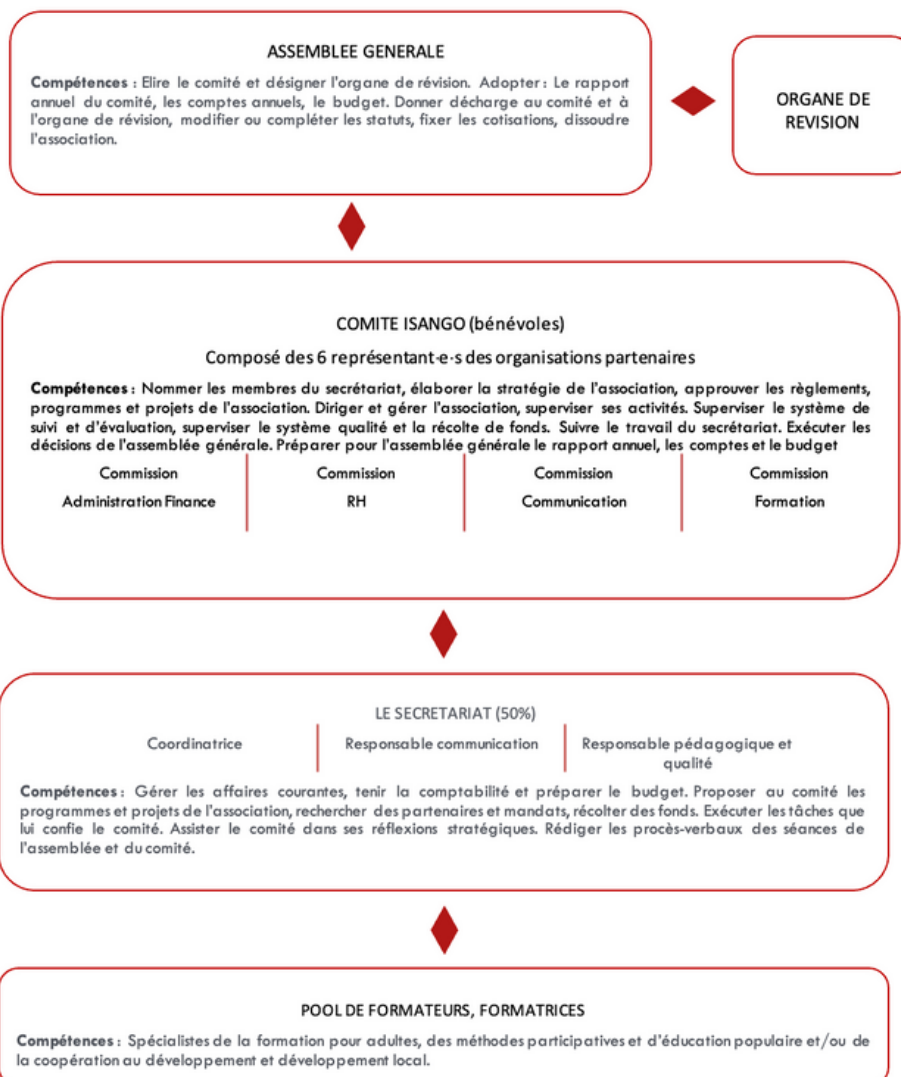 ASSEMBLEE GENERALE
Compétences : Elire le comité et désigner l'organe de révision. Adopter : Le rapport
annuel du comité, les comptes annuels, le budget. Donner décharge au comité et à
l'organe de révision, modifier ou compléter les statuts, fixer les cotisations, dissoudre
l'association.
ORGANE DE
REVISION
COMITE ISANGO (bénévoles)
Composé des 6 représentant·e·s des organisations partenaires
Compétences : Nommer les membres du secrétariat, élaborer la stratégie de l'association, approuver les règlements,
programmes et projets de l'association. Diriger et gérer l'association, superviser ses activités. Superviser le système de
suivi et d'évaluation, superviser le système qualité et la récolte de fonds. Suivre le travail du secrétariat. Exécuter les
décisions de l'assemblée générale. Préparer pour l'assemblée générale le rapport annuel, les comptes et le budget
Commission
Administration Finance
Commission
RH
Commission
Communication
Commission
Formation
LE SECRETARIAT (50%)
Coordinatrice
Responsable communication
Responsable pédagogique et
qualité
Compétences : Gérer les affaires courantes, tenir la comptabilité et préparer le budget. Proposer au comité les
programmes et projets de l'association, rechercher des partenaires et mandats, récolter des fonds. Exécuter les tâches que
lui confie le comité. Assister le comité dans ses réflexions stratégiques. Rédiger les procès-verbaux des séances de
l'assemblée et du comité.
POOL DE FORMATEURS, FORMATRICES
Compétences : Spécialistes de la formation pour adultes, des méthodes participatives et d'éducation populaire et/ou de
la coopération au développement et développement local.